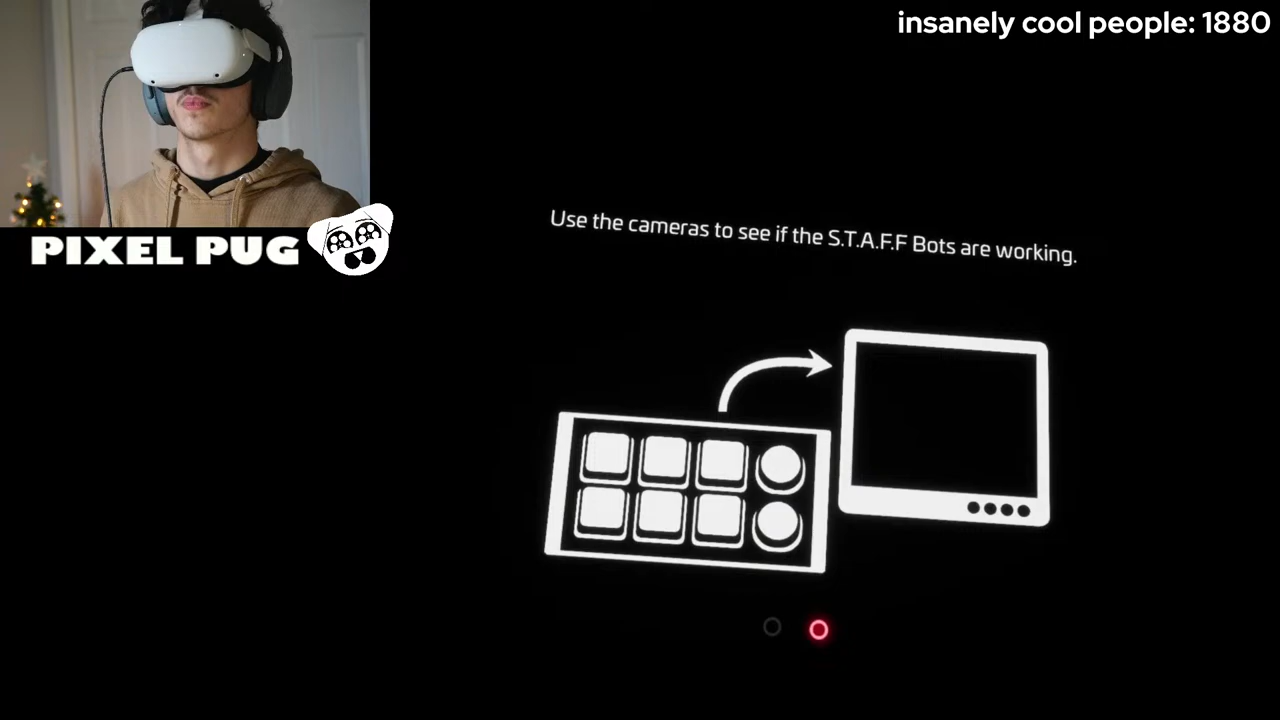 insanely cool people: 1880
PIXEL PUG
Use the cameras to see if the S.T.A.F.F Bots are working.